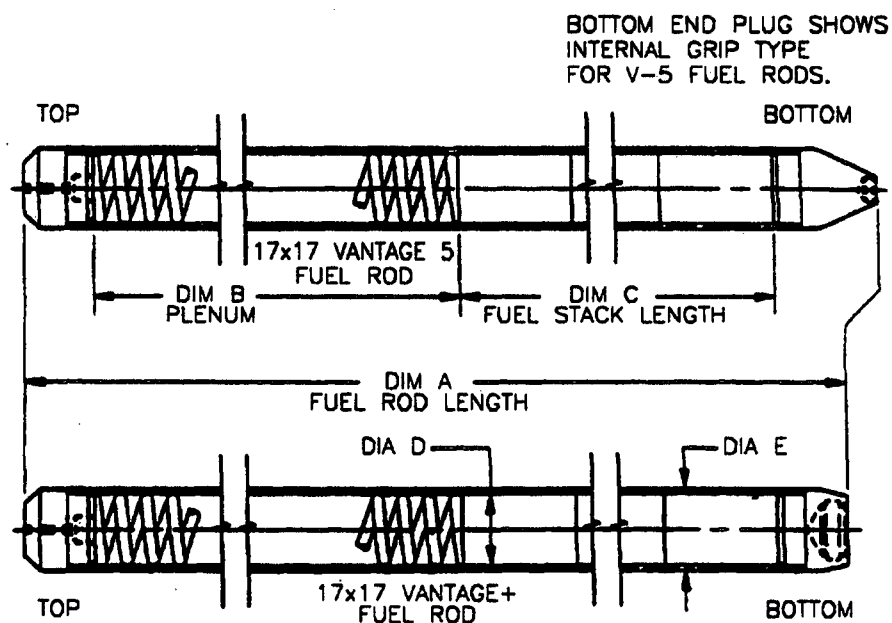 BOTTOM END PLUG SHOWS
INTERNAL GRIP TYPE
FOR V-5 FUEL RODS.
TOP
BOTTOM
17x17 VANTAGE 5
FUEL ROD
DIM B
PLENUM
DIM C
FUEL STACK LENGTH
DIM A
FUEL ROD LENGTH
DIA D
DIA E
17x17 VANTAGE+
FUEL ROD
TOP
BOTTOM